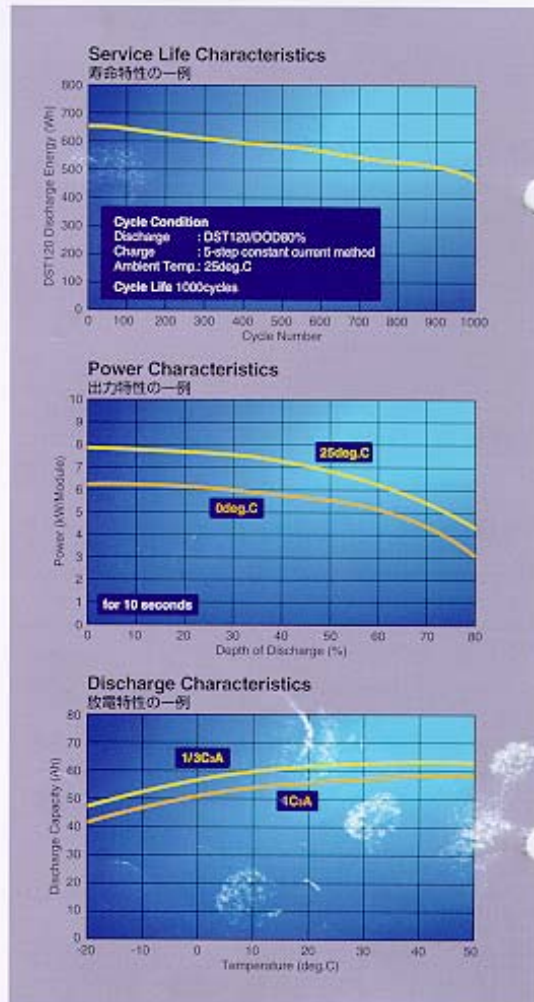 Service Life Characteristics
寿命特性の一例
DST120 Discharge Energy (Wh)
800
700
600
500
400
300
200
100
0
Cycle Condition
Discharge : DST120/DOD80%
Charge : 5-step constant current method
Ambient Temp.: 25deg.C
Cycle Life 1000cycles
0 100 200 300 400 500 600 700 800 900 1000
Cycle Number
Power Characteristics
出力特性の一例
Power (kW/Module)
10
9
8
7
6
5
4
3
2
1
0
25deg.C
0deg.C
for 10 seconds
0 10 20 30 40 50 60 70 80
Depth of Discharge (%)
Discharge Characteristics
放電特性の一例
Discharge Capacity (Ah)
80
70
60
50
40
30
20
10
0
1/3C₃A
1C₃A
-20 -10 0 10 20 30 40 50
Temperature (deg.C)